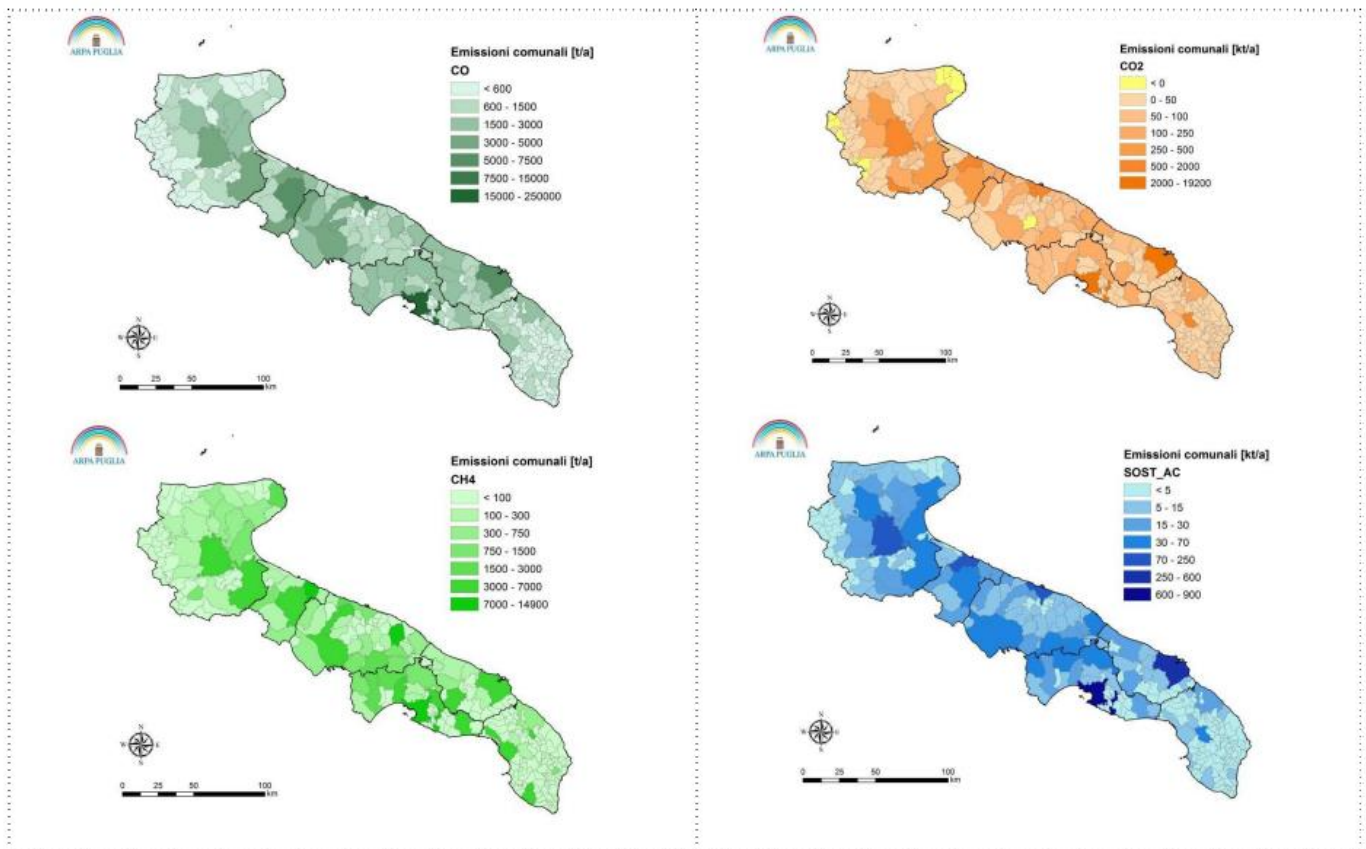 ARPA PUGLIA
Emissioni comunali [t/a]
CO
< 600
600 - 1500
1500 - 3000
3000 - 5000
5000 - 7500
7500 - 15000
15000 - 250000
N
W E
S
0 25 50 100
km
ARPA PUGLIA
Emissioni comunali [kt/a]
CO2
< 0
0 - 50
50 - 100
100 - 250
250 - 500
500 - 2000
2000 - 19200
N
W E
S
0 25 50 100
km
ARPA PUGLIA
Emissioni comunali [t/a]
CH4
< 100
100 - 300
300 - 750
750 - 1500
1500 - 3000
3000 - 7000
7000 - 14900
N
W E
S
0 25 50 100
km
ARPA PUGLIA
Emissioni comunali [kt/a]
SOST_AC
< 5
5 - 15
15 - 30
30 - 70
70 - 250
250 - 600
600 - 900
N
W E
S
0 25 50 100
km